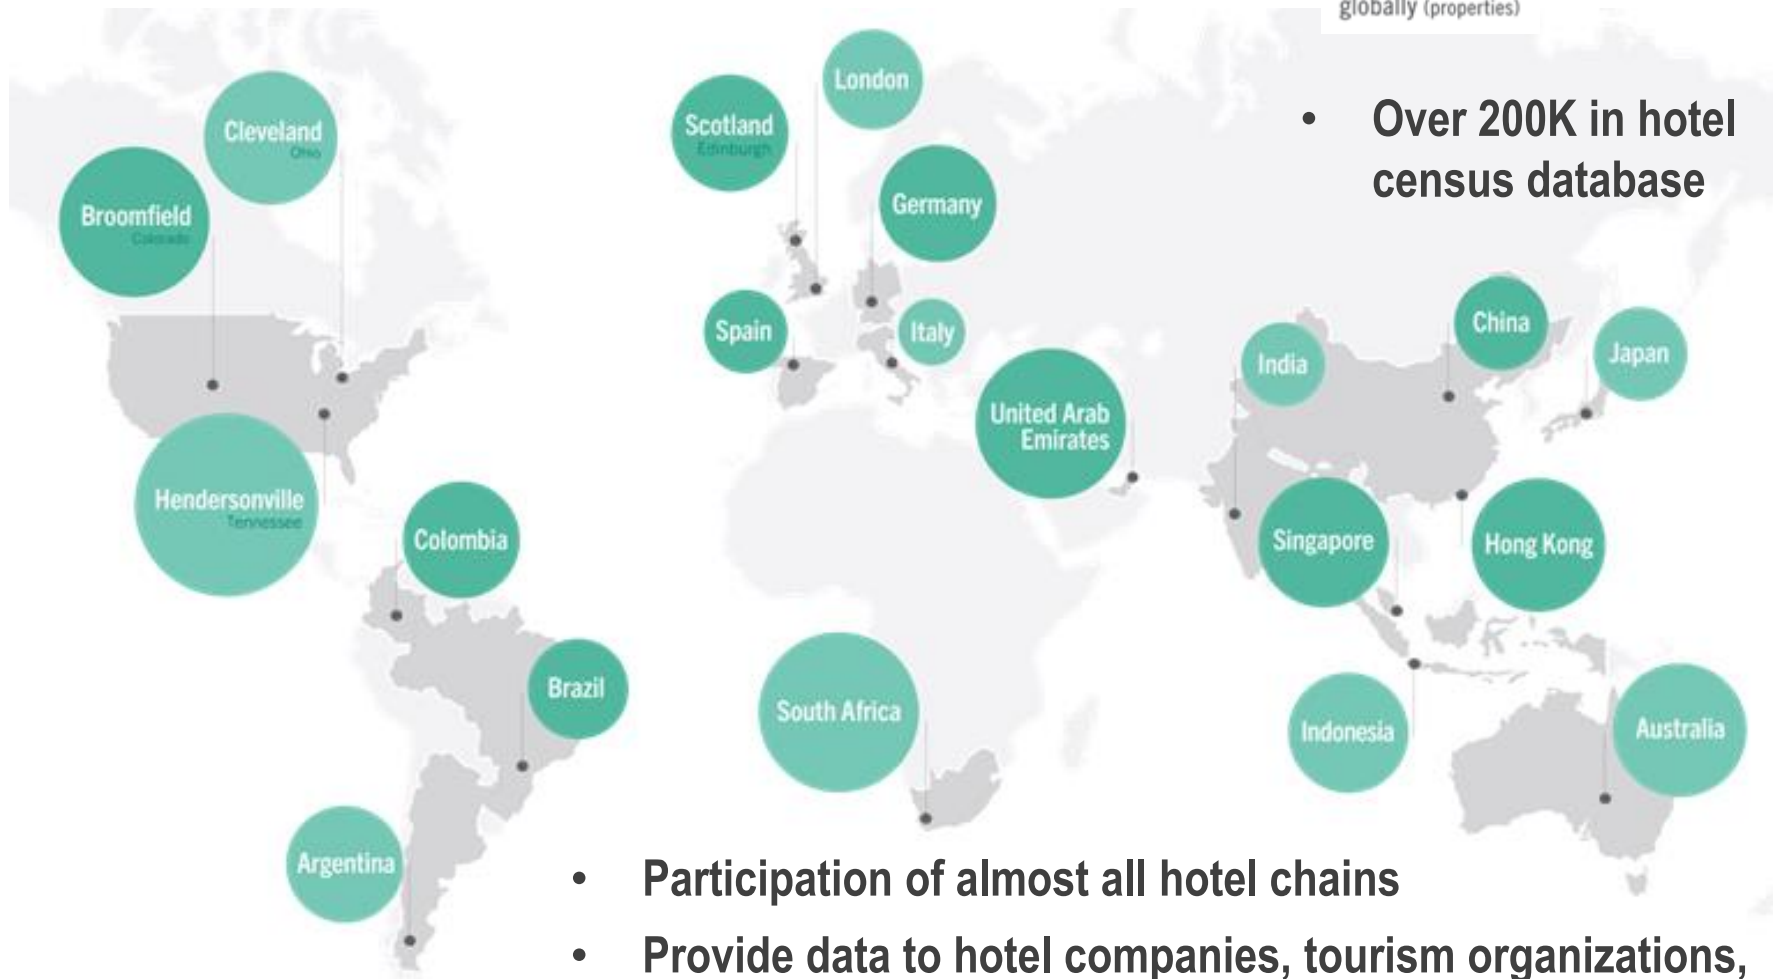 globally (properties)
London
Cleveland
Ohio
Scotland
Edinburgh
• Over 200K in hotel
census database
Broomfield
Colorado
Germany
Spain
Italy
China
India
Japan
United Arab
Emirates
Hendersonville
Tennessee
Colombia
Singapore
Hong Kong
Brazil
South Africa
Indonesia
Australia
Argentina
• Participation of almost all hotel chains
• Provide data to hotel companies, tourism organizations,